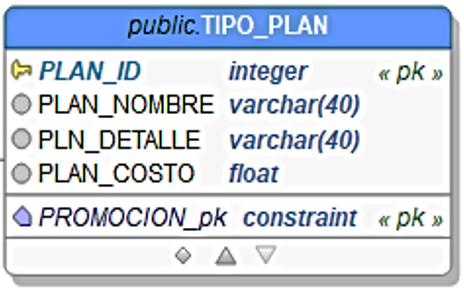 public.TIPO_PLAN
PLAN_ID integer « pk »
PLAN_NOMBRE varchar(40)
PLN_DETALLE varchar(40)
PLAN_COSTO float
PROMOCION_pk constraint « pk »